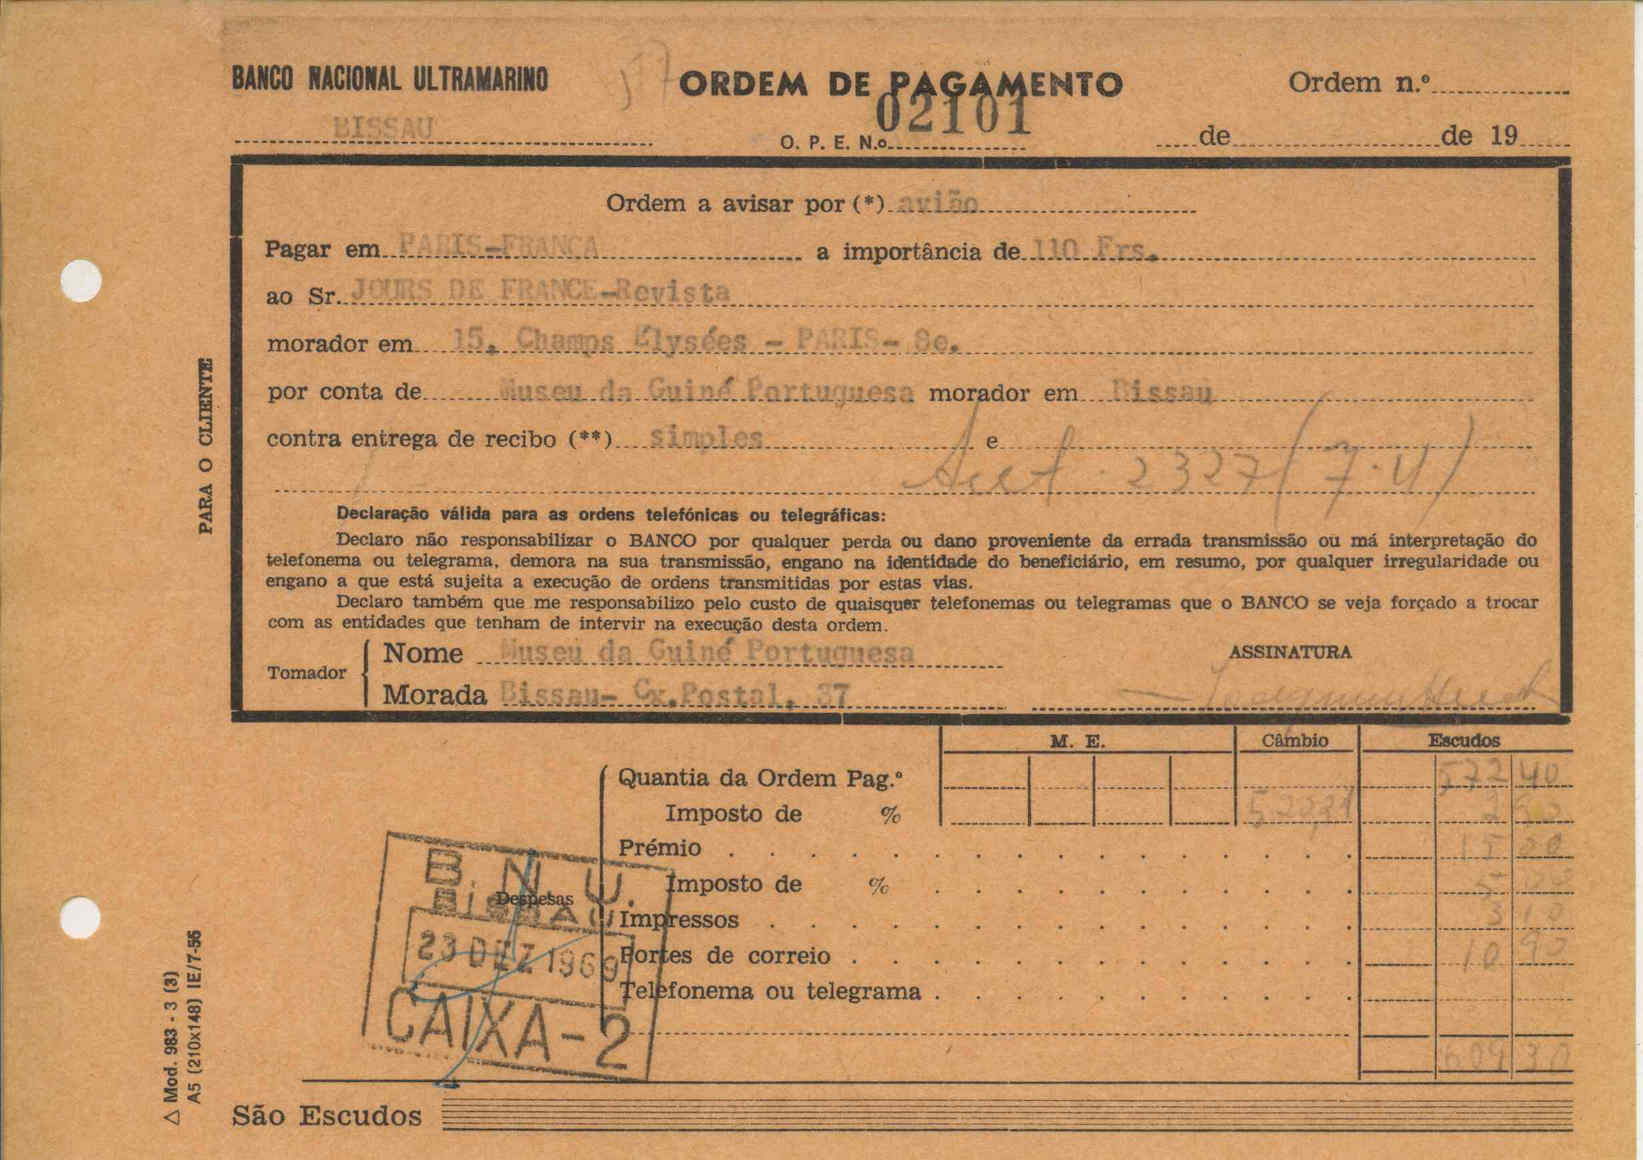 BANCO NACIONAL ULTRAMARINO
57
ORDEM DE PAGAMENTO
Ordem n.º
BISSAU
O. P. E. N.º 02101
de de 19
Ordem a avisar por (*) avião
Pagar em PARIS-FRANCA a importância de 110 Frs.
ao Sr. JOURS DE FRANCE-Revista
morador em 15, Champs Élysées - PARIS- 8e.
por conta de Museu da Guiné Portuguesa morador em Bissau
contra entrega de recibo (**) simples e
2327 (7.4)
Declaração válida para as ordens telefónicas ou telegráficas:
Declaro não responsabilizar o BANCO por qualquer perda ou dano proveniente da errada transmissão ou má interpretação do
telefonema ou telegrama, demora na sua transmissão, engano na identidade do beneficiário, em resumo, por qualquer irregularidade ou
engano a que está sujeita a execução de ordens transmitidas por estas vias.
Declaro também que me responsabilizo pelo custo de quaisquer telefonemas ou telegramas que o BANCO se veja forçado a trocar
com as entidades que tenham de intervir na execução desta ordem.
Tomador
Nome Museu da Guiné Portuguesa
Morada Bissau- Cx.Postal, 37
ASSINATURA
M. E. Câmbio Escudos
Quantia da Ordem Pag.º 572 40
Imposto de %
Prémio
Despesas
Imposto de %
Impressos
Portes de correio 10 90
Telefonema ou telegrama
609 30
B N U.
BissAU
23 DEZ 1969
CAIXA-2
São Escudos
PARA O CLIENTE
△ Mod. 983 - 3 (3)
A5 (210x148) IE/7-56